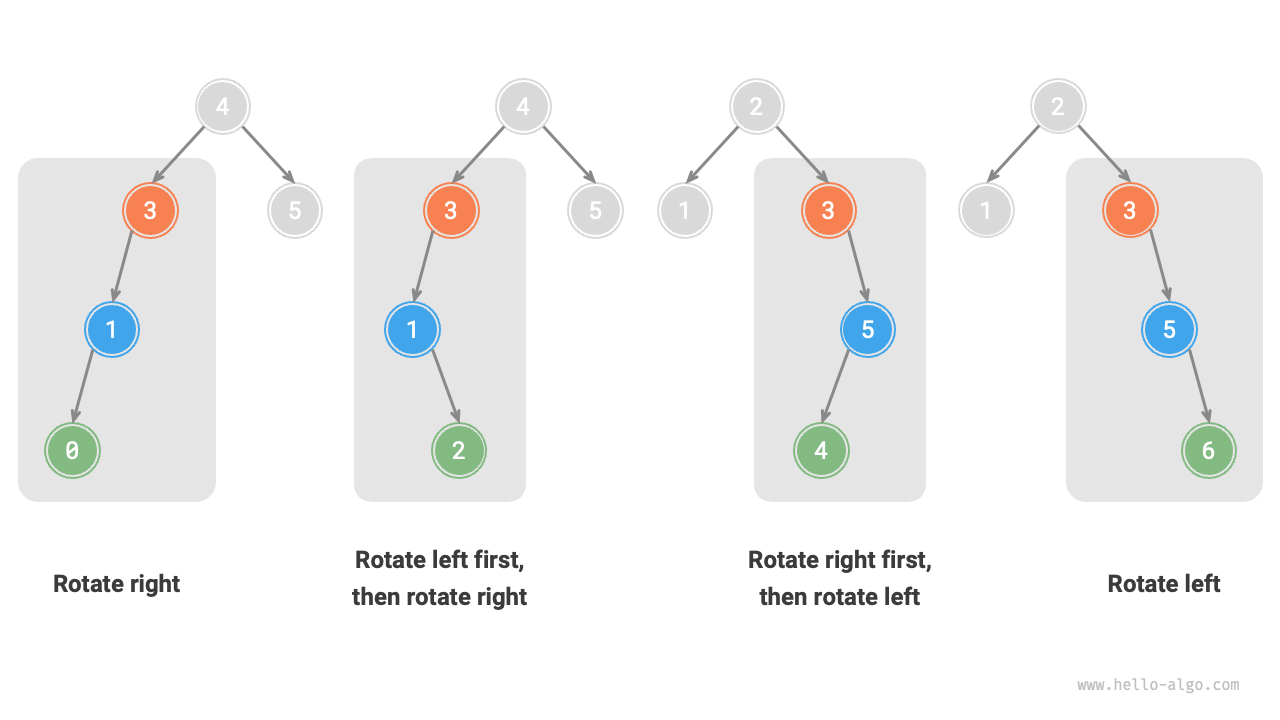 4
3
5
1
0
Rotate right
4
3
5
1
2
Rotate left first,
then rotate right
2
1
3
5
4
Rotate right first,
then rotate left
2
1
3
5
6
Rotate left
www.hello-algo.com